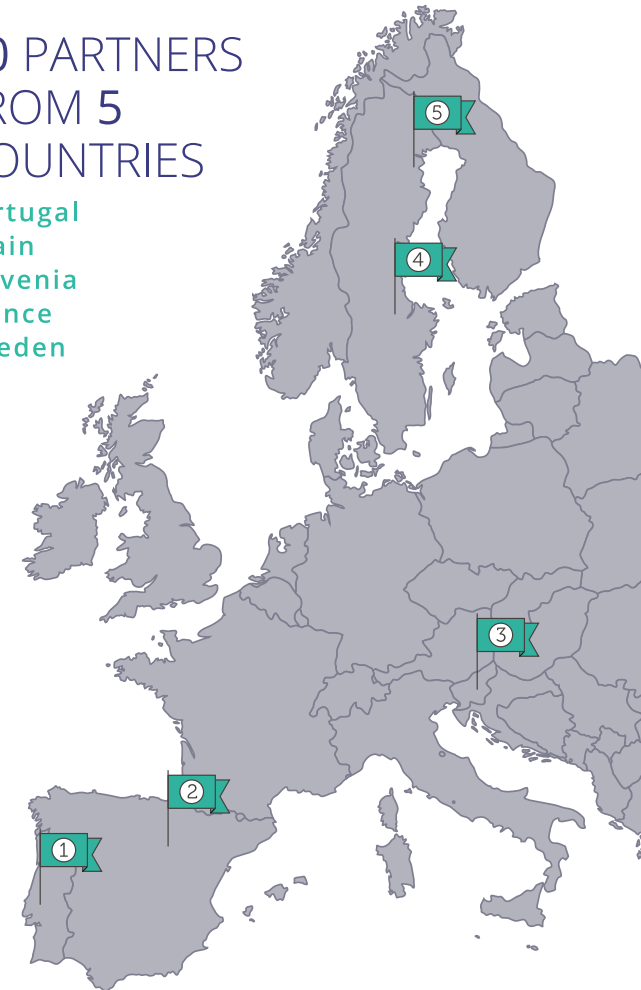 0 PARTNERS
ROM 5
OUNTRIES
rtugal
ain
venia
nce
eden
5
4
3
2
1